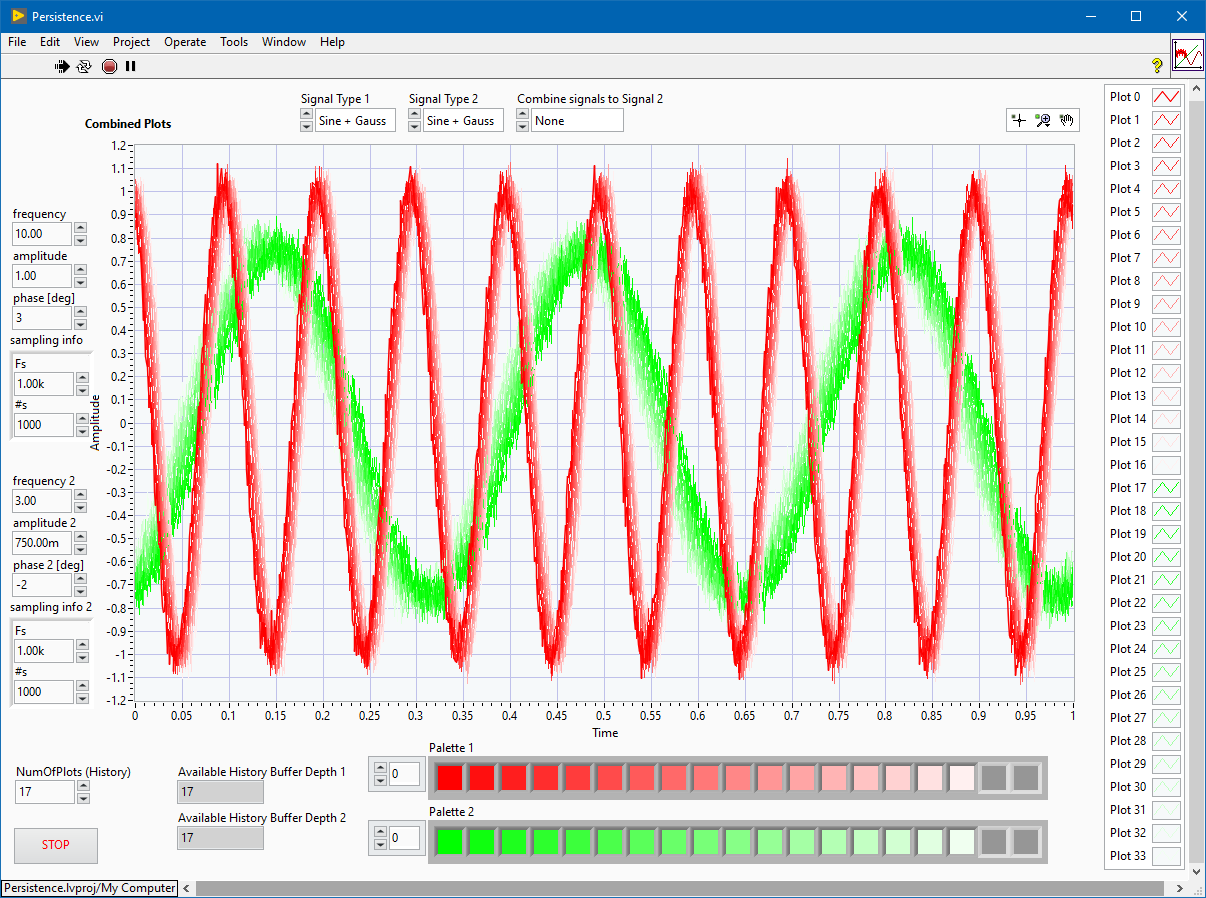 Persistence.vi
File Edit View Project Operate Tools Window Help
?
Signal Type 1 Signal Type 2 Combine signals to Signal 2
Sine + Gauss Sine + Gauss None
Combined Plots
frequency
10.00
amplitude
1.00
phase [deg]
3
sampling info
Fs
1.00k
#s
1000
frequency 2
3.00
amplitude 2
750.00m
phase 2 [deg]
-2
sampling info 2
Fs
1.00k
#s
1000
Amplitude
1.2
1.1
1
0.9
0.8
0.7
0.6
0.5
0.4
0.3
0.2
0.1
0
-0.1
-0.2
-0.3
-0.4
-0.5
-0.6
-0.7
-0.8
-0.9
-1
-1.1
-1.2
0 0.05 0.1 0.15 0.2 0.25 0.3 0.35 0.4 0.45 0.5 0.55 0.6 0.65 0.7 0.75 0.8 0.85 0.9 0.95 1
Time
Plot 0
Plot 1
Plot 2
Plot 3
Plot 4
Plot 5
Plot 6
Plot 7
Plot 8
Plot 9
Plot 10
Plot 11
Plot 12
Plot 13
Plot 14
Plot 15
Plot 16
Plot 17
Plot 18
Plot 19
Plot 20
Plot 21
Plot 22
Plot 23
Plot 24
Plot 25
Plot 26
Plot 27
Plot 28
Plot 29
Plot 30
Plot 31
Plot 32
Plot 33
NumOfPlots (History)
17
STOP
Available History Buffer Depth 1
17
Available History Buffer Depth 2
17
Palette 1
0
Palette 2
0
Persistence.lvproj/My Computer